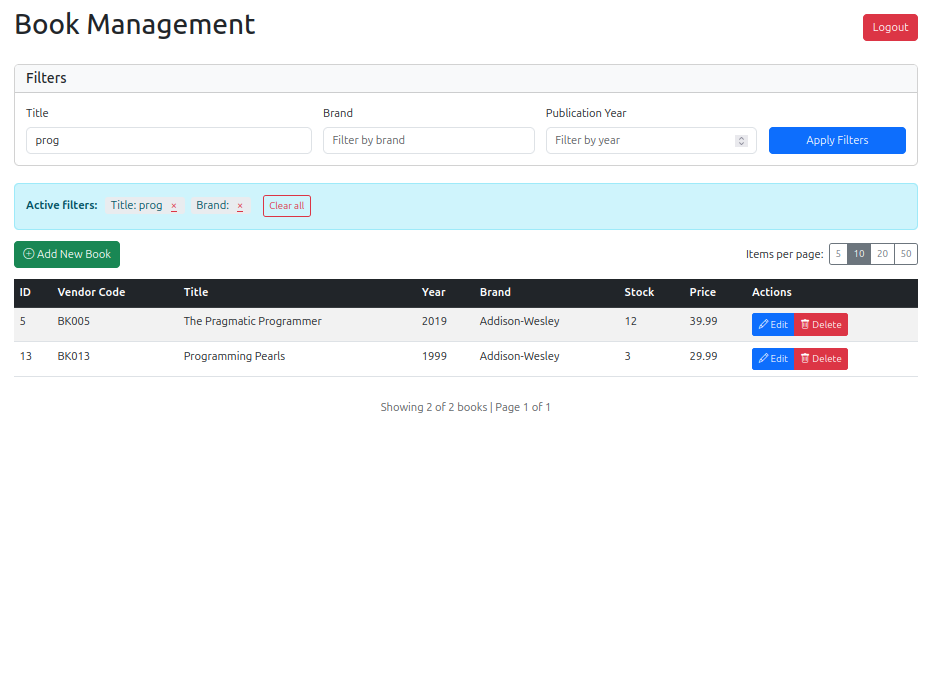 Book Management
Logout
Filters
Title Brand Publication Year
prog Filter by brand Filter by year Apply Filters
Active filters: Title: prog × Brand: × Clear all
Add New Book Items per page: 5 10 20 50
ID Vendor Code Title Year Brand Stock Price Actions
5 BK005 The Pragmatic Programmer 2019 Addison-Wesley 12 39.99 Edit Delete
13 BK013 Programming Pearls 1999 Addison-Wesley 3 29.99 Edit Delete
Showing 2 of 2 books | Page 1 of 1